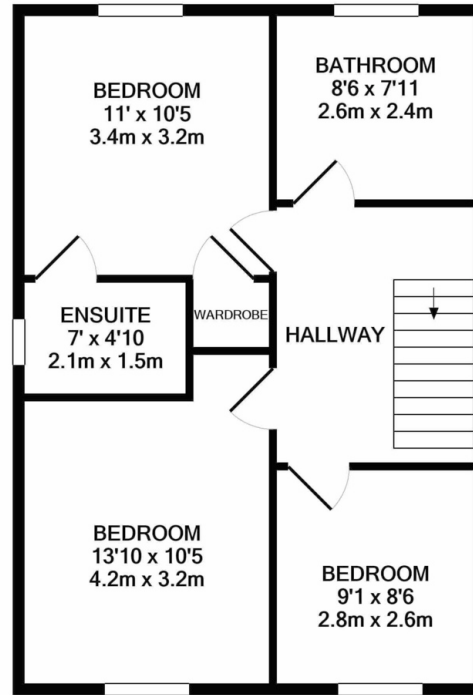 BEDROOM
11' x 10'5
3.4m x 3.2m
BATHROOM
8'6 x 7'11
2.6m x 2.4m
ENSUITE
7' x 4'10
2.1m x 1.5m
WARDROBE
HALLWAY
BEDROOM
13'10 x 10'5
4.2m x 3.2m
BEDROOM
9'1 x 8'6
2.8m x 2.6m